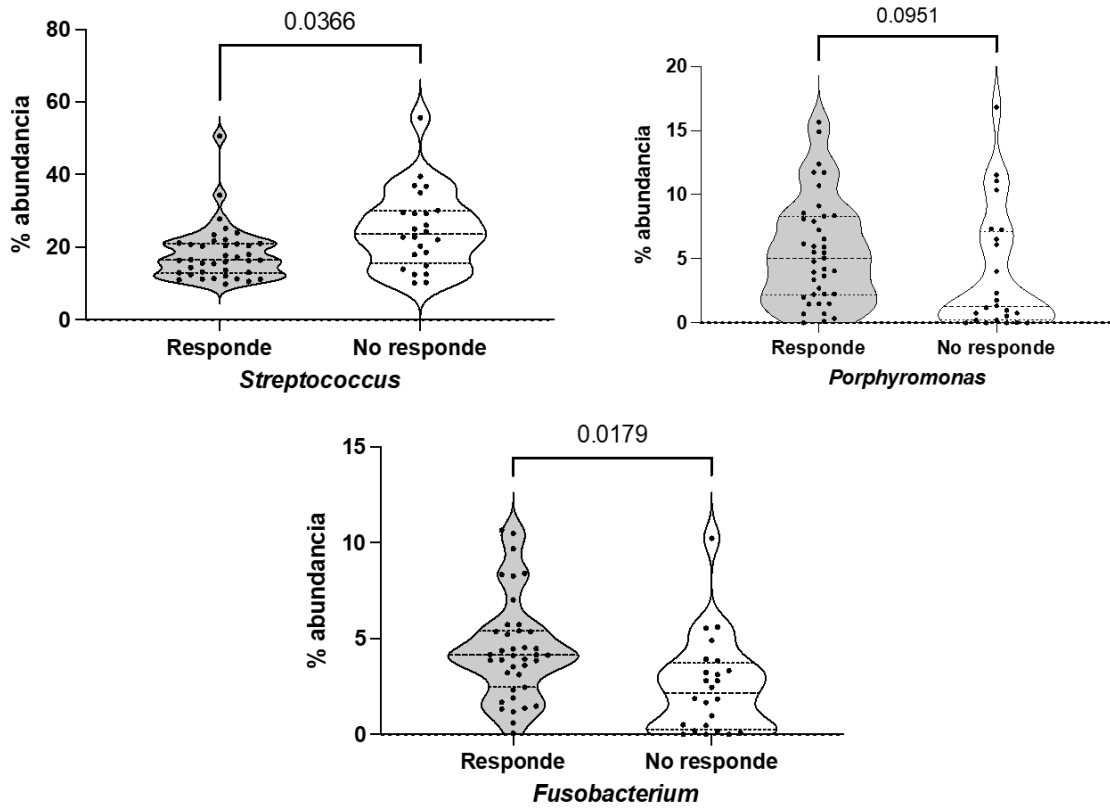 0.0366
% abundancia
80
60
40
20
0
Responde
No responde
Streptococcus
0.0951
% abundancia
20
15
10
5
0
Responde
No responde
Porphyromonas
0.0179
% abundancia
15
10
5
0
Responde
No responde
Fusobacterium